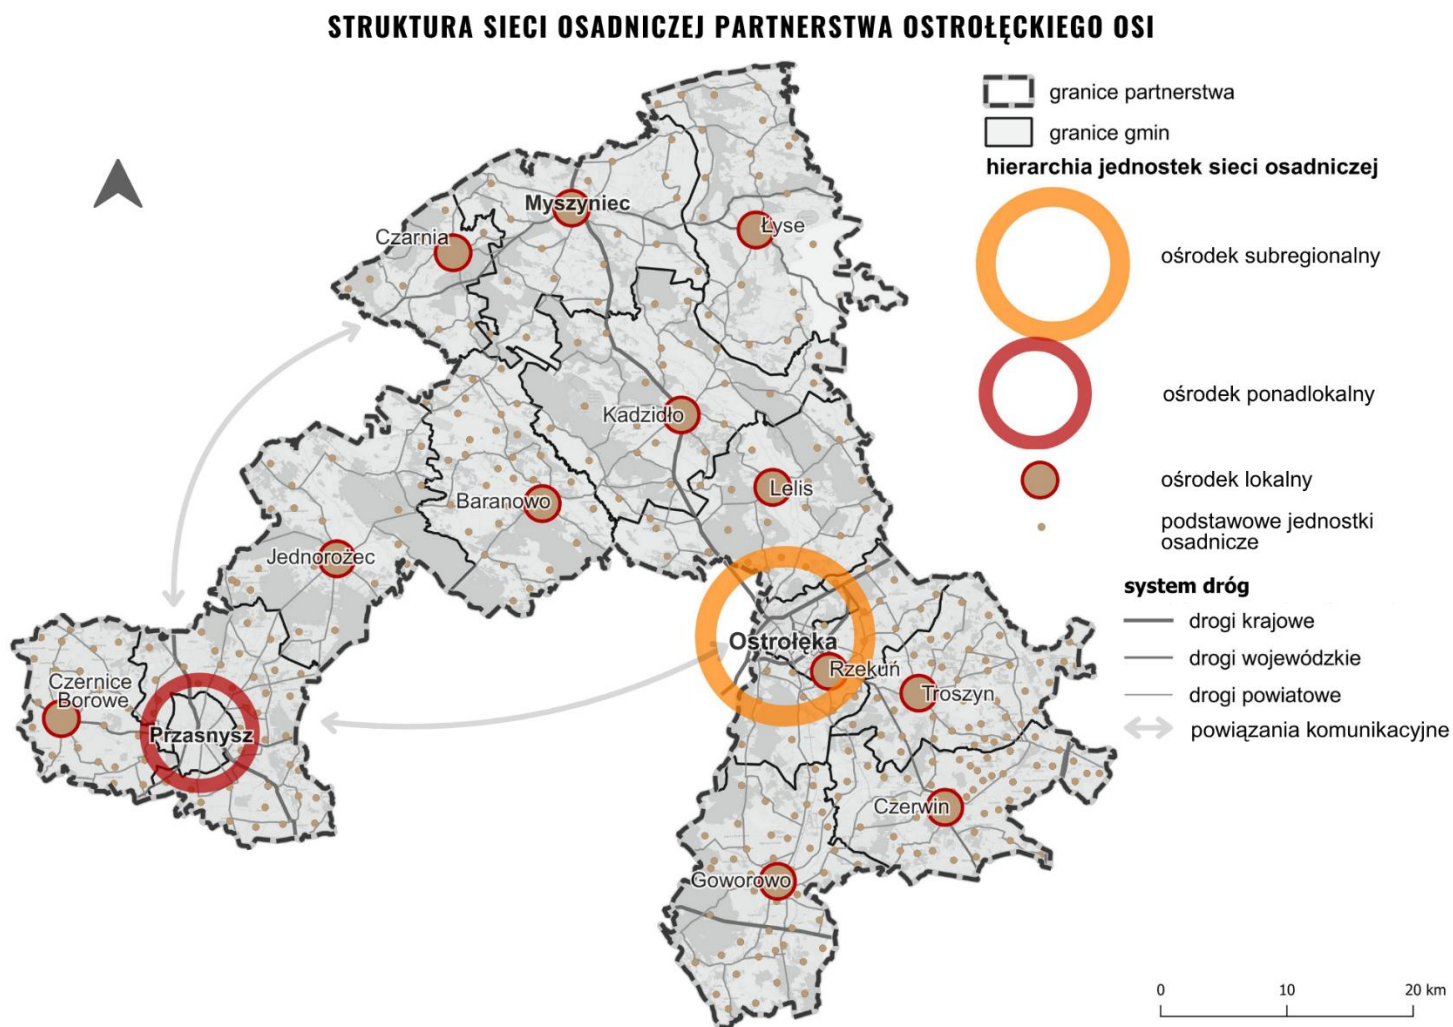 STRUKTURA SIECI OSADNICZEJ PARTNERSTWA OSTROŁĘCKIEGO OSI
granice partnerstwa
granice gmin
hierarchia jednostek sieci osadniczej
ośrodek subregionalny
ośrodek ponadlokalny
ośrodek lokalny
podstawowe jednostki
osadnicze
system dróg
drogi krajowe
drogi wojewódzkie
drogi powiatowe
powiązania komunikacyjne
Myszyniec
Czarnia
Łyse
Kadzidło
Lelis
Baranowo
Jednorożec
Ostrołęka
Rzekuń
Troszyn
Czernice
Borowe
Przasnysz
Czerwin
Goworowo
0 10 20 km